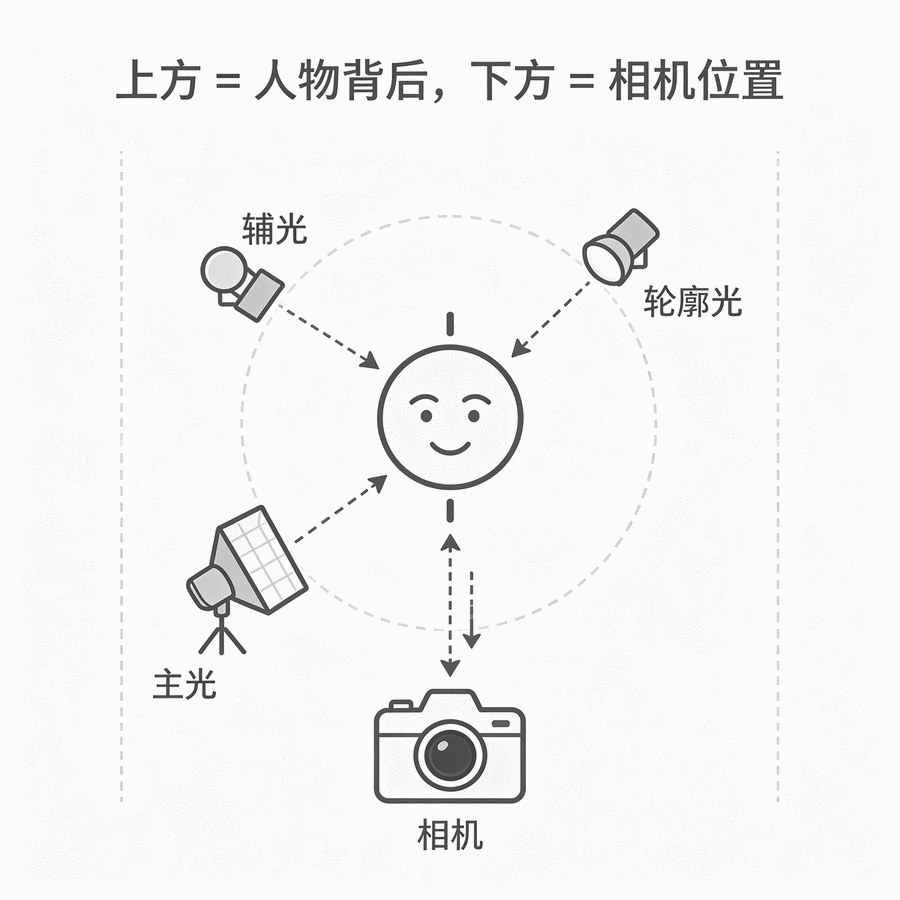 上方 = 人物背后，下方 = 相机位置
辅光
轮廓光
主光
相机